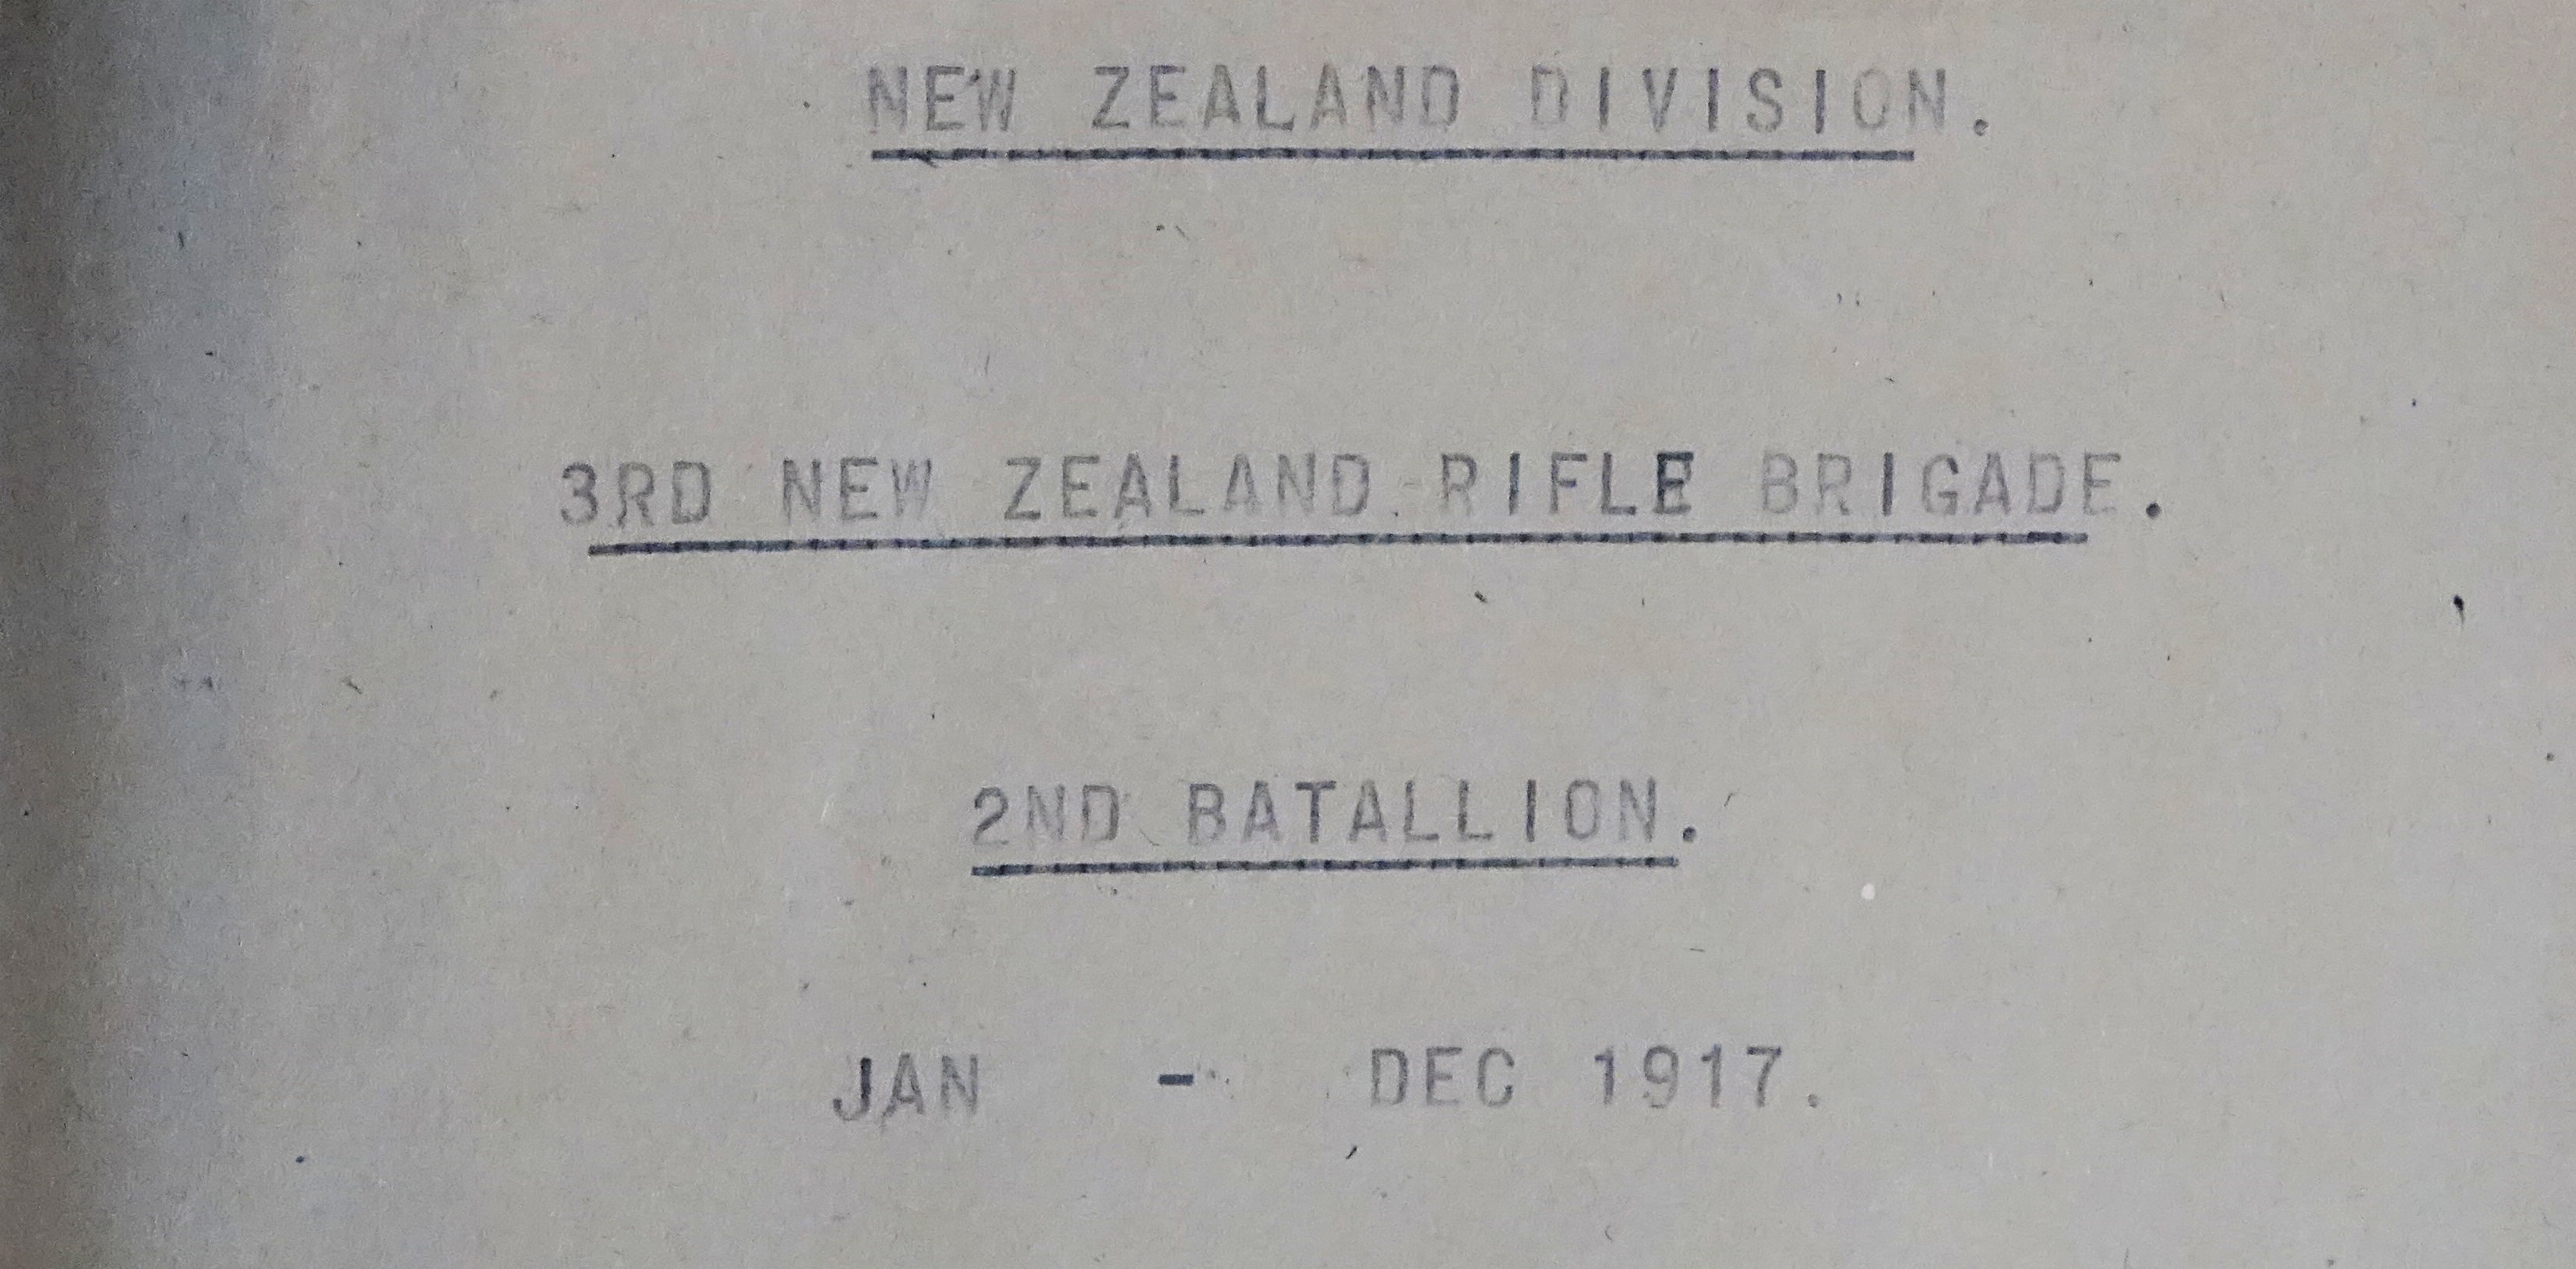 NEW ZEALAND DIVISION.
3RD NEW ZEALAND RIFLE BRIGADE.
2ND BATALLION.
JAN - DEC 1917.